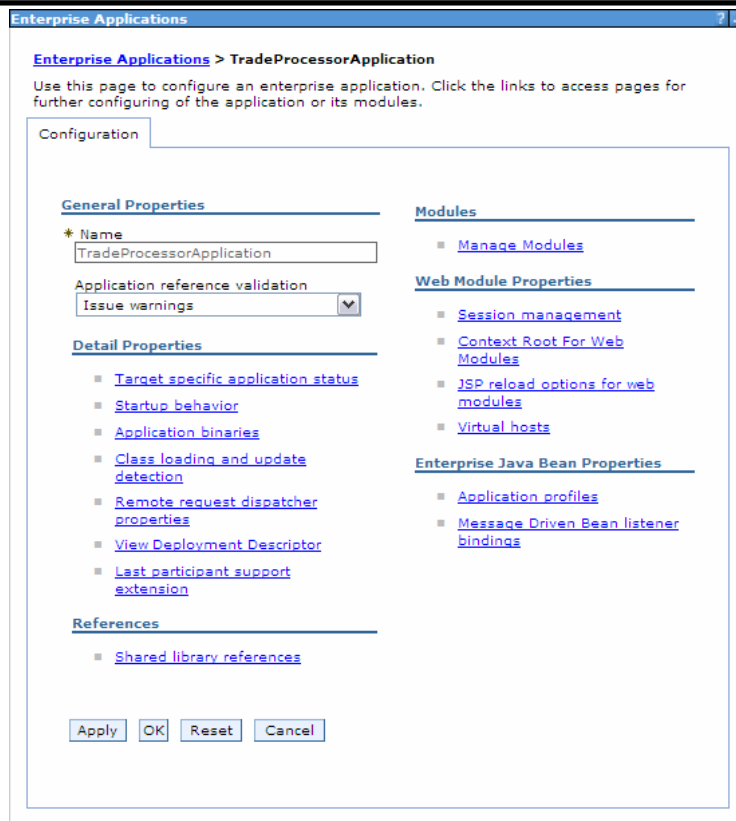 Enterprise Applications
?
Enterprise Applications > TradeProcessorApplication
Use this page to configure an enterprise application. Click the links to access pages for
further configuring of the application or its modules.
Configuration
General Properties
* Name
TradeProcessorApplication
Application reference validation
Issue warnings
Detail Properties
Target specific application status
Startup behavior
Application binaries
Class loading and update
detection
Remote request dispatcher
properties
View Deployment Descriptor
Last participant support
extension
References
Shared library references
Modules
Manage Modules
Web Module Properties
Session management
Context Root For Web
Modules
JSP reload options for web
modules
Virtual hosts
Enterprise Java Bean Properties
Application profiles
Message Driven Bean listener
bindings
Apply OK Reset Cancel